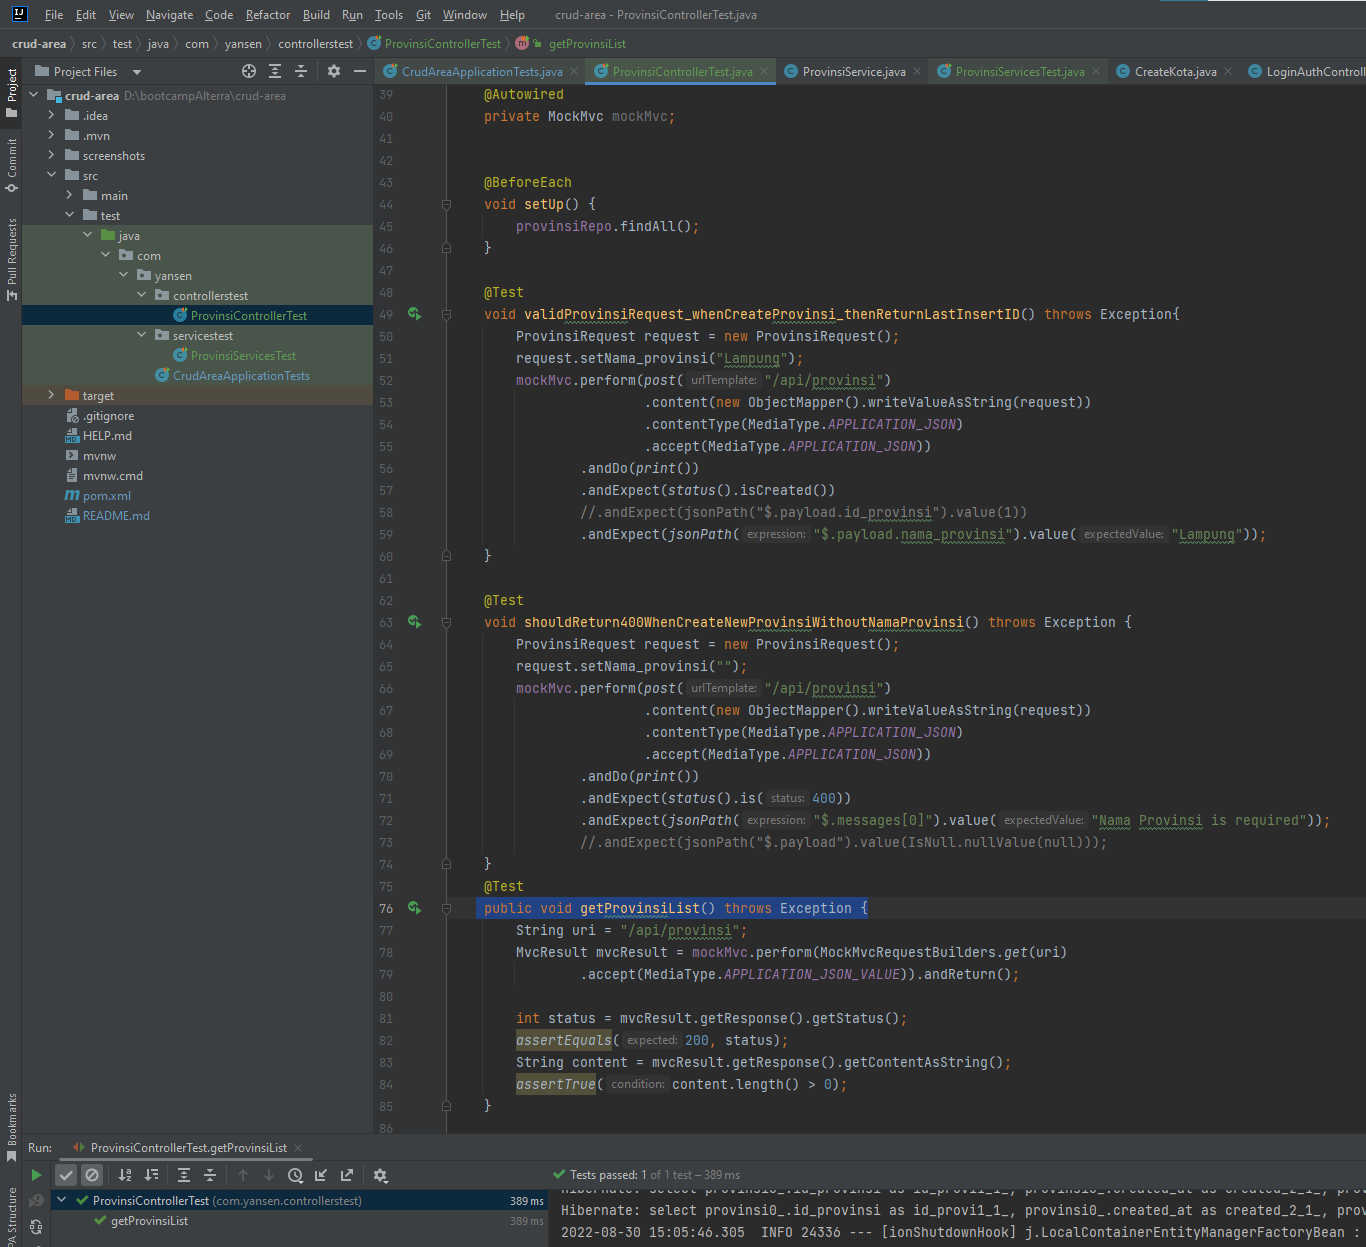 File Edit View Navigate Code Refactor Build Run Tools Git Window Help crud-area - ProvinsiControllerTest.java
crud-area src test java com yansen controllerstest ProvinsiControllerTest getProvinsiList
Project Files
CrudAreaApplicationTests.java ProvinsiControllerTest.java ProvinsiService.java ProvinsiServicesTest.java CreateKota.java LoginAuthControll
Project
Commit
Pull Requests
Bookmarks
PA Structure
crud-area D:\bootcampAlterra\crud-area
.idea
.mvn
screenshots
src
main
test
java
com
yansen
controllerstest
ProvinsiControllerTest
servicestest
ProvinsiServicesTest
CrudAreaApplicationTests
target
.gitignore
HELP.md
mvnw
mvnw.cmd
pom.xml
README.md
39 @Autowired
40 private MockMvc mockMvc;
41
42
43 @BeforeEach
44 void setUp() {
45 provinsiRepo.findAll();
46 }
47
48 @Test
49 void validProvinsiRequest_whenCreateProvinsi_thenReturnLastInsertID() throws Exception{
50 ProvinsiRequest request = new ProvinsiRequest();
51 request.setNama_provinsi("Lampung");
52 mockMvc.perform(post( urlTemplate: "/api/provinsi")
53 .content(new ObjectMapper().writeValueAsString(request))
54 .contentType(MediaType.APPLICATION_JSON)
55 .accept(MediaType.APPLICATION_JSON))
56 .andDo(print())
57 .andExpect(status().isCreated())
58 //.andExpect(jsonPath("$.payload.id_provinsi").value(1))
59 .andExpect(jsonPath( expression: "$.payload.nama_provinsi").value( expectedValue: "Lampung"));
60 }
61
62 @Test
63 void shouldReturn400WhenCreateNewProvinsiWithoutNamaProvinsi() throws Exception {
64 ProvinsiRequest request = new ProvinsiRequest();
65 request.setNama_provinsi("");
66 mockMvc.perform(post( urlTemplate: "/api/provinsi")
67 .content(new ObjectMapper().writeValueAsString(request))
68 .contentType(MediaType.APPLICATION_JSON)
69 .accept(MediaType.APPLICATION_JSON))
70 .andDo(print())
71 .andExpect(status().is( status: 400))
72 .andExpect(jsonPath( expression: "$.messages[0]").value( expectedValue: "Nama Provinsi is required"));
73 //.andExpect(jsonPath("$.payload").value(IsNull.nullValue(null)));
74 }
75 @Test
76 public void getProvinsiList() throws Exception {
77 String uri = "/api/provinsi";
78 MvcResult mvcResult = mockMvc.perform(MockMvcRequestBuilders.get(uri)
79 .accept(MediaType.APPLICATION_JSON_VALUE)).andReturn();
80
81 int status = mvcResult.getResponse().getStatus();
82 assertEquals( expected: 200, status);
83 String content = mvcResult.getResponse().getContentAsString();
84 assertTrue( condition: content.length() > 0);
85 }
86
Run: ProvinsiControllerTest.getProvinsiList
Tests passed: 1 of 1 test – 389 ms
ProvinsiControllerTest (com.yansen.controllerstest) 389 ms
getProvinsiList 389 ms
Hibernate: select provinsi0_.id_provinsi as id_provi1_1_, provinsi0_.created_at as created_2_1_, prov
Hibernate: select provinsi0_.id_provinsi as id_provi1_1_, provinsi0_.created_at as created_2_1_, prov
2022-08-30 15:05:46.305 INFO 24336 --- [ionShutdownHook] j.LocalContainerEntityManagerFactoryBean :